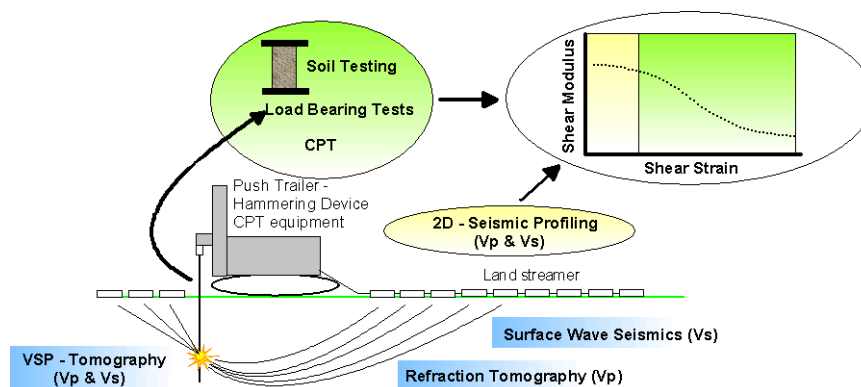 Soil Testing
Load Bearing Tests
CPT
Shear Modulus
Shear Strain
Push Trailer -
Hammering Device
CPT equipment
2D - Seismic Profiling
(Vp & Vs)
Land streamer
Surface Wave Seismics (Vs)
VSP - Tomography
(Vp & Vs)
Refraction Tomography (Vp)